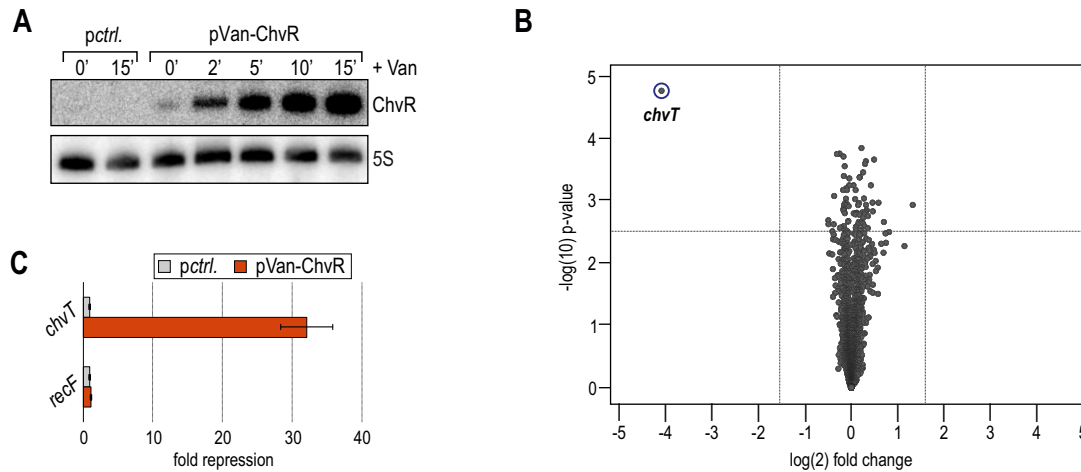 A
pctrl.
pVan-ChvR
0’ 15’ 0’ 2’ 5’ 10’ 15’ + Van
ChvR
5S
B
5
4
3
2
1
0
-log(10) p-value
chvT
-5 -4 -3 -2 -1 0 1 2 3 4 5
log(2) fold change
C
pctrl. pVan-ChvR
chvT
recF
0 10 20 30 40
fold repression